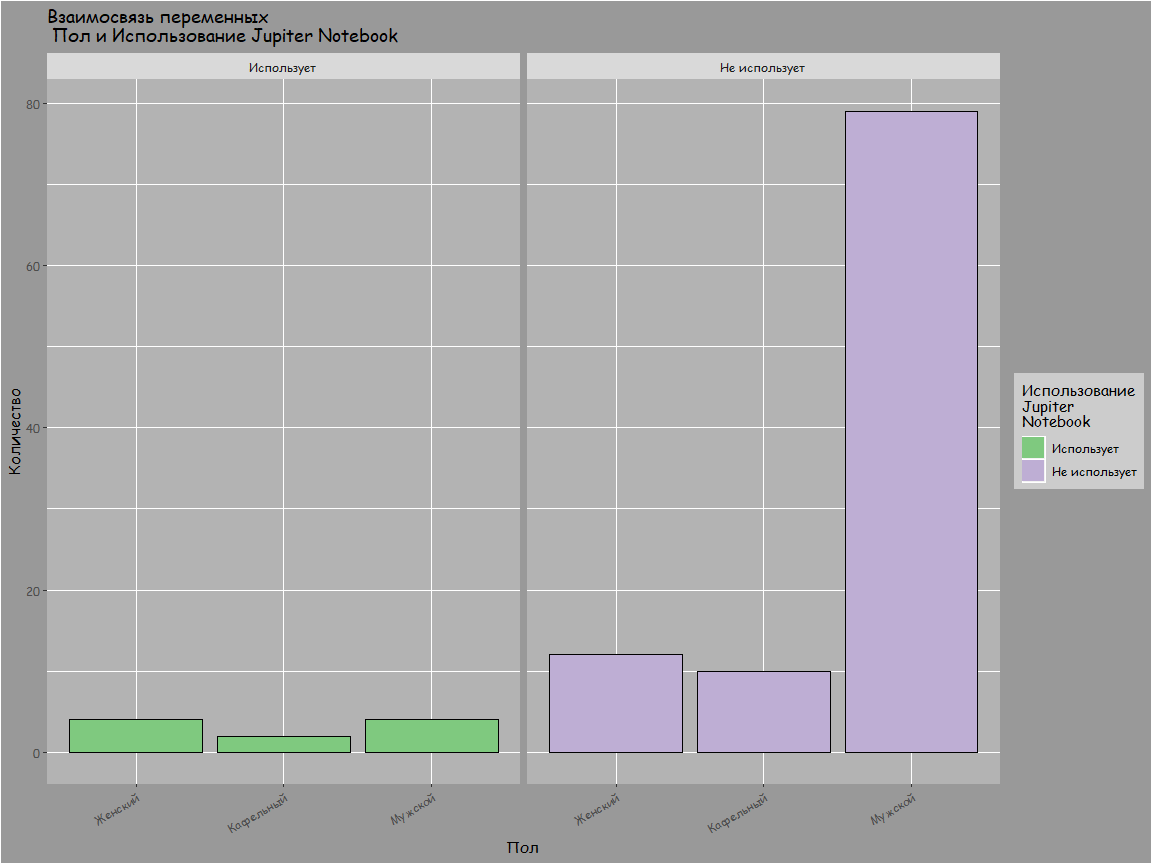 Взаимосвязь переменных
Пол и Использование Jupiter Notebook
Использует
Не использует
80
60
40
20
0
Количество
Женский
Кафельный
Мужской
Женский
Кафельный
Мужской
Пол
Использование
Jupiter
Notebook
Использует
Не использует